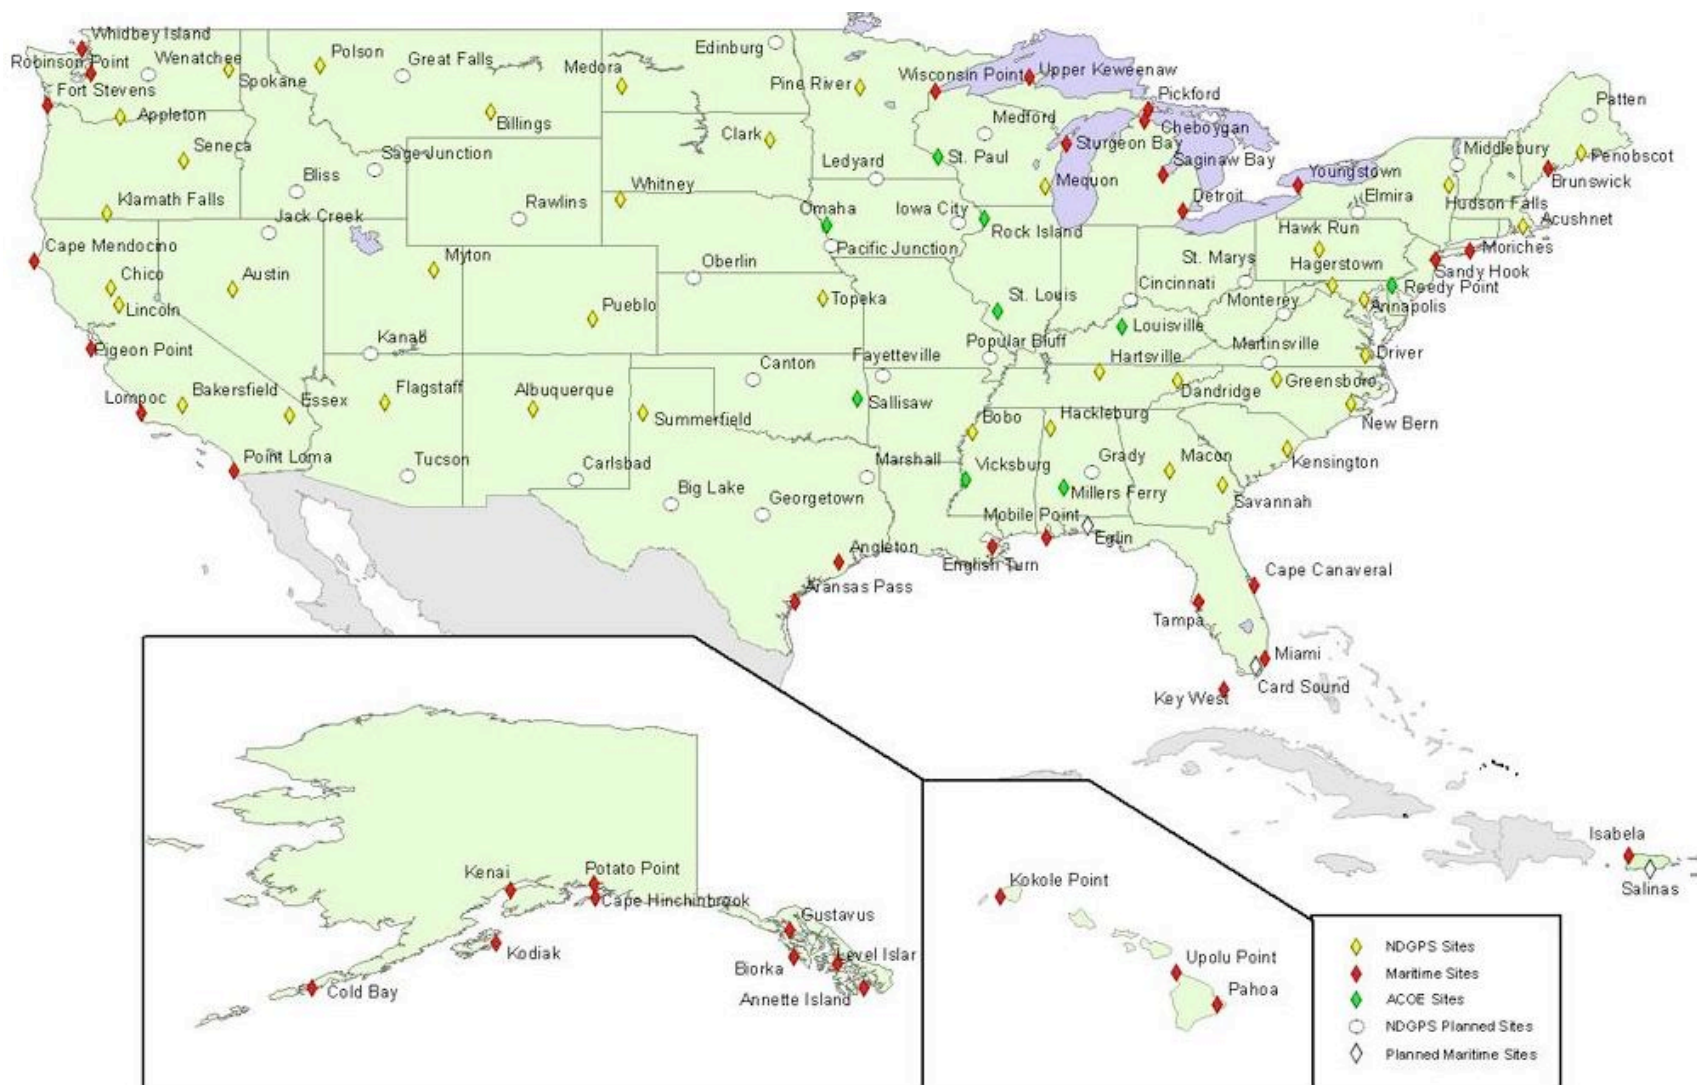 Whidbey Island
Robinson Point
Wenatchee
Spokane
Fort Stevens
Appleton
Polson
Great Falls
Billings
Medora
Edinburg
Pine River
Wisconsin Point
Upper Keweenaw
Pickford
Cheboygan
Medford
Sturgeon Bay
Saginaw Bay
Patten
Middlebury
Penobscot
Brunswick
Seneca
Klamath Falls
Bliss
Sage Junction
Jack Creek
Rawlins
Clark
Whitney
Ledyard
St. Paul
Mequon
Detroit
Youngstown
Elmira
Hudson Falls
Acushnet
Omaha
Iowa City
Rock Island
Pacific Junction
Hawk Run
Moriches
Sandy Hook
Cape Mendocino
Chico
Lincoln
Austin
Myton
Oberlin
Topeka
Pueblo
St. Louis
Cincinnati
St. Marys
Hagerstown
Reedy Point
Annapolis
Monterey
Louisville
Pigeon Point
Kanab
Canton
Fayetteville
Popular Bluff
Hartsville
Martinsville
Driver
Lompoc
Bakersfield
Essex
Flagstaff
Albuquerque
Summerfield
Sallisaw
Dandridge
Greensboro
New Bern
Bobo
Hackleburg
Point Loma
Tucson
Carlsbad
Big Lake
Georgetown
Marshall
Vicksburg
Grady
Millers Ferry
Macon
Kensington
Savannah
Mobile Point
Eglin
English Turn
Angleton
Aransas Pass
Cape Canaveral
Tampa
Miami
Card Sound
Key West
Isabela
Salinas
Kenai
Potato Point
Cape Hinchinbrook
Kodiak
Cold Bay
Gustavus
Biorka
Level Islar
Annette Island
Kokole Point
Upolu Point
Pahoa
NDGPS Sites
Maritime Sites
ACOE Sites
NDGPS Planned Sites
Planned Maritime Sites